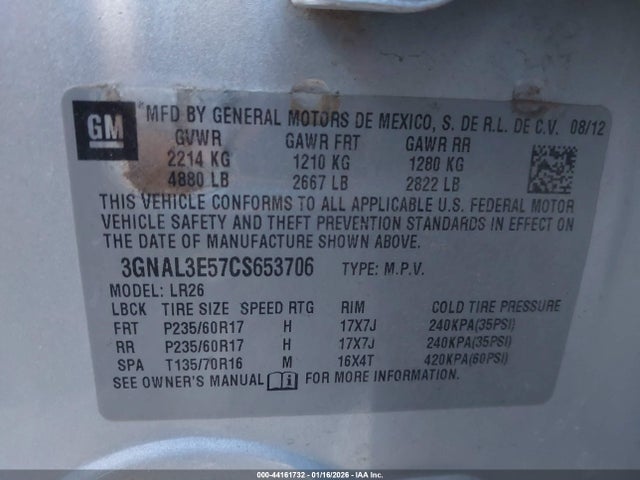 GM
*MFD BY GENERAL MOTORS DE MEXICO, S. DE R.L. DE C.V. 08/12
GVWR GAWR FRT GAWR RR
2214 KG 1210 KG 1280 KG
4880 LB 2667 LB 2822 LB
THIS VEHICLE CONFORMS TO ALL APPLICABLE U.S. FEDERAL MOTOR
VEHICLE SAFETY AND THEFT PREVENTION STANDARDS IN EFFECT ON
THE DATE OF MANUFACTURE SHOWN ABOVE.
3GNAL3E57CS653706 TYPE: M.P.V.
MODEL: LR26
LBCK TIRE SIZE SPEED RTG RIM COLD TIRE PRESSURE
FRT P235/60R17 H 17X7J 240KPA(35PSI)
RR P235/60R17 H 17X7J 240KPA(35PSI)
SPA T135/70R16 M 16X4T 420KPA(60PSI)
SEE OWNER'S MANUAL FOR MORE INFORMATION.
000-44161732 | 01/16/2026 - IAA, Inc.